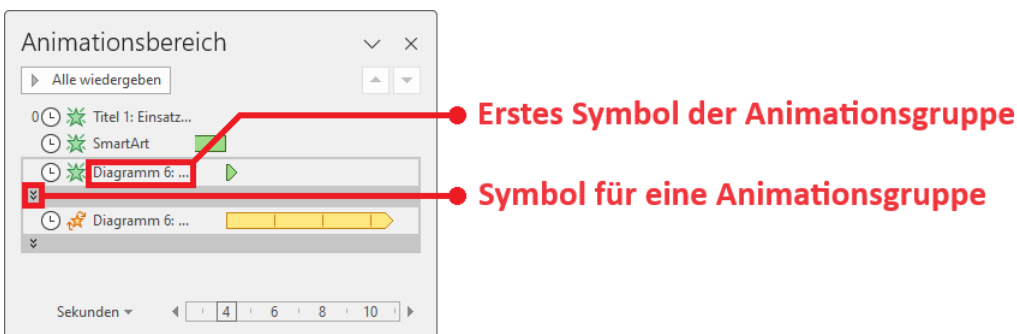 Animationsbereich
Alle wiedergeben
0 Titel 1: Einsatz...
SmartArt
Diagramm 6: ...
Diagramm 6: ...
Sekunden 4 6 8 10
Erstes Symbol der Animationsgruppe
Symbol für eine Animationsgruppe